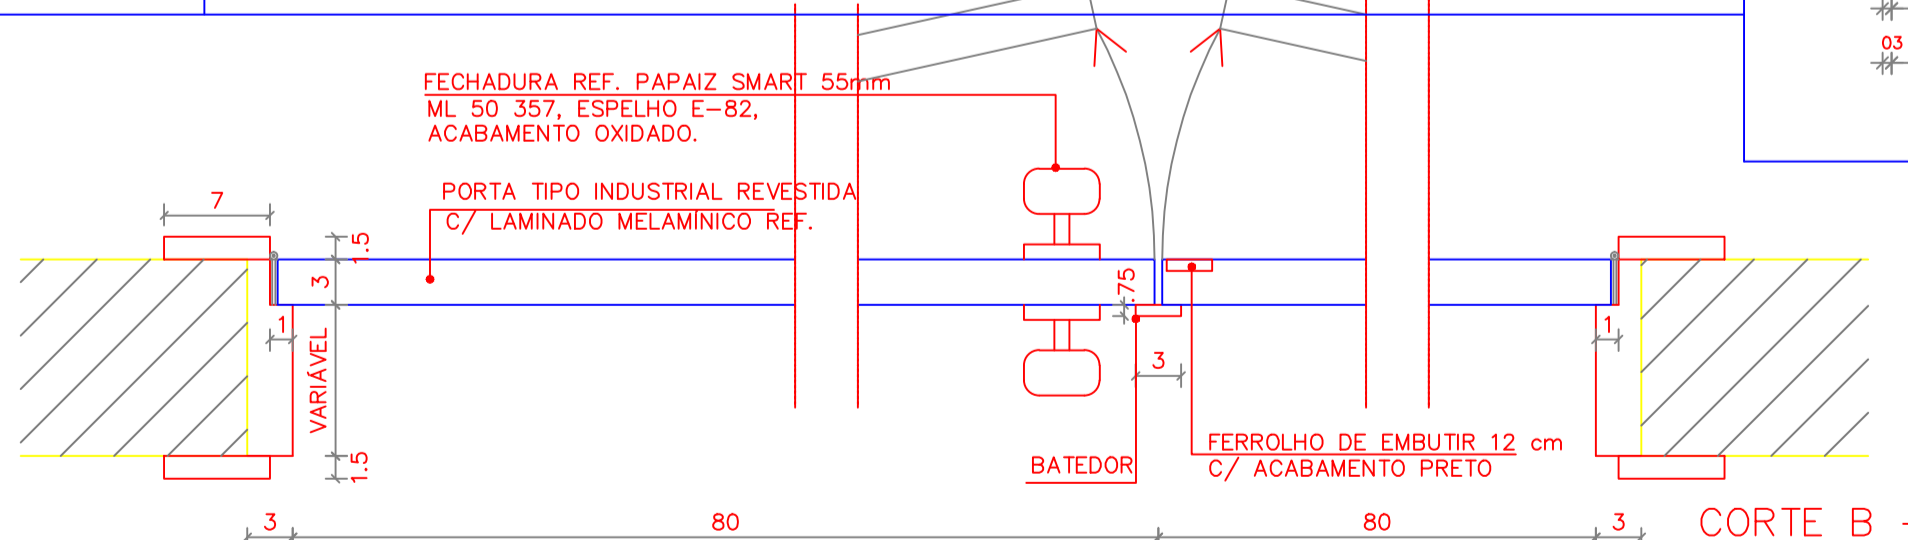 03
FECHADURA REF. PAPAIZ SMART 55mm
ML 50 357, ESPELHO E-82,
ACABAMENTO OXIDADO.
PORTA TIPO INDUSTRIAL REVESTIDA
C/ LAMINADO MELAMÍNICO REF.
7
1.5
3
.75
1
1
VARIÁVEL
3
FERROLHO DE EMBUTIR 12 cm
C/ ACABAMENTO PRETO
BATEDOR
1.5
3
80
80
3
CORTE B -